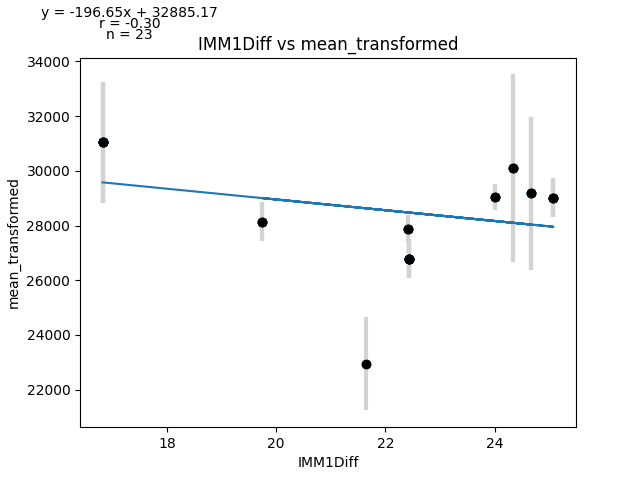 y = -196.65x + 32885.17
r = -0.30
n = 23
IMM1Diff vs mean_transformed
34000
32000
30000
28000
26000
24000
22000
mean_transformed
18
20
22
24
IMM1Diff